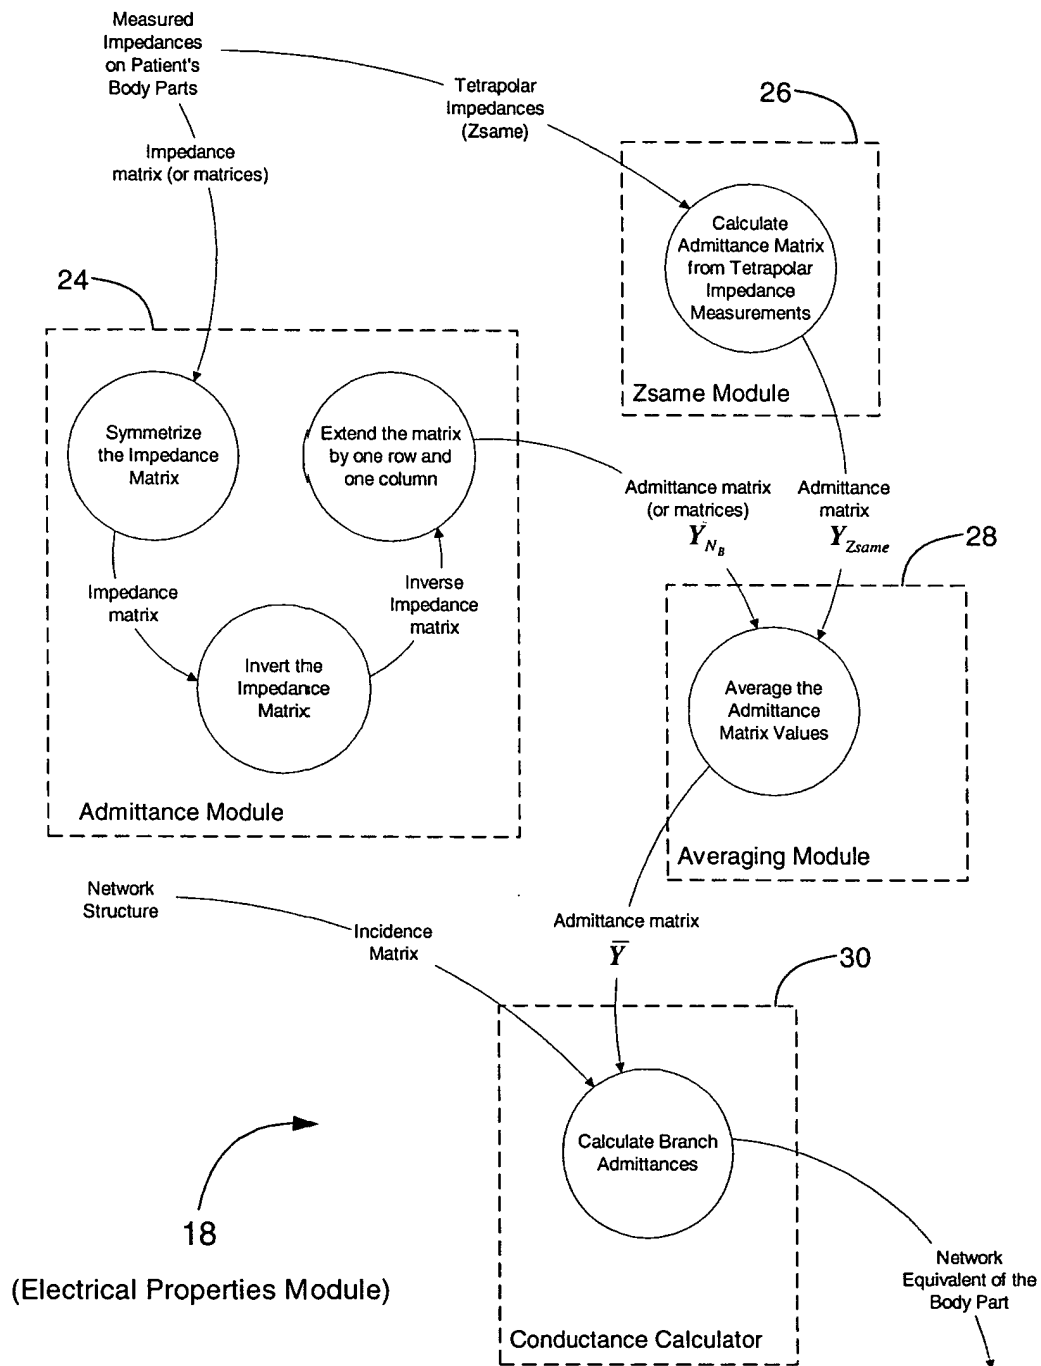 Measured
Impedances
on Patient's
Body Parts
Tetrapolar
Impedances
(Zsame)
26
Impedance
matrix (or matrices)
Calculate
Admittance Matrix
from Tetrapolar
Impedance
Measurements
24
Zsame Module
Symmetrize
the Impedance
Matrix
Extend the matrix
by one row and
one column
Admittance matrix
(or matrices)
Y_{N_B}
Admittance
matrix
Y_{Zsame}
28
Impedance
matrix
Inverse
Impedance
matrix
Invert the
Impedance
Matrix
Average the
Admittance
Matrix Values
Admittance Module
Averaging Module
Network
Structure
Incidence
Matrix
Admittance matrix
Y̅
30
Calculate Branch
Admittances
18
(Electrical Properties Module)
Network
Equivalent of the
Body Part
Conductance Calculator